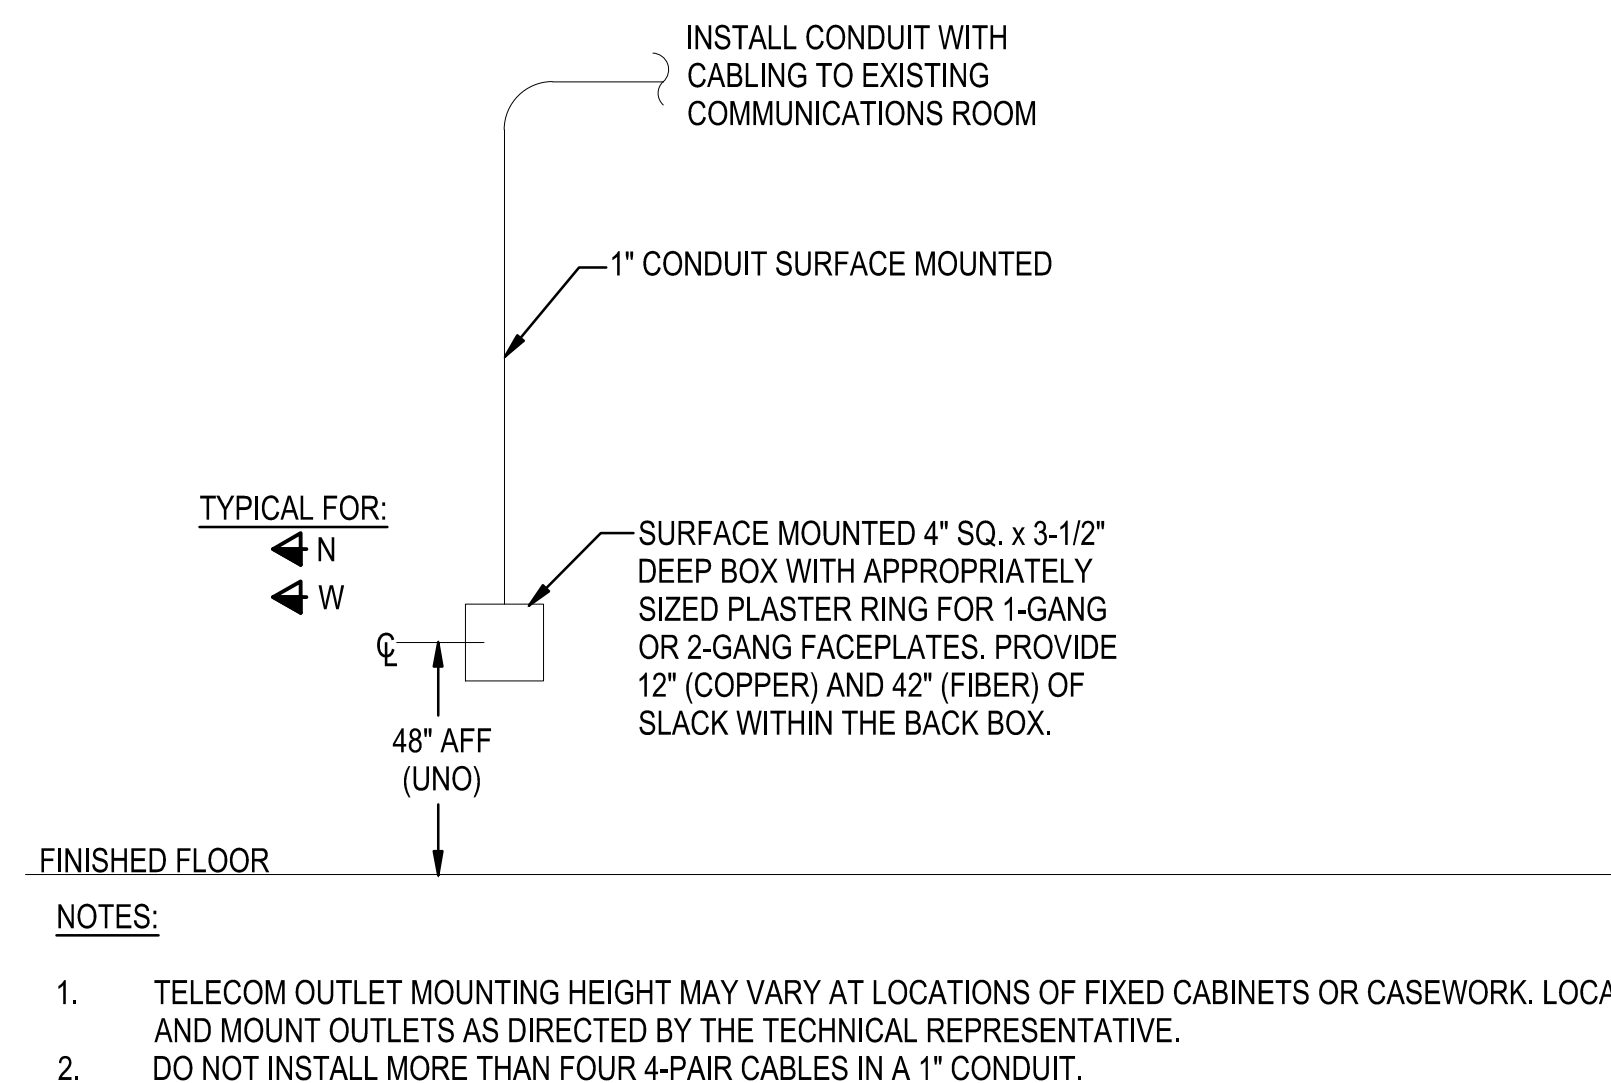 INSTALL CONDUIT WITH
CABLING TO EXISTING
COMMUNICATIONS ROOM
1" CONDUIT SURFACE MOUNTED
TYPICAL FOR:
N
W
SURFACE MOUNTED 4" SQ. x 3-1/2"
DEEP BOX WITH APPROPRIATELY
SIZED PLASTER RING FOR 1-GANG
OR 2-GANG FACEPLATES. PROVIDE
12" (COPPER) AND 42" (FIBER) OF
SLACK WITHIN THE BACK BOX.
℄
48" AFF
(UNO)
FINISHED FLOOR
NOTES:
1. TELECOM OUTLET MOUNTING HEIGHT MAY VARY AT LOCATIONS OF FIXED CABINETS OR CASEWORK.
AND MOUNT OUTLETS AS DIRECTED BY THE TECHNICAL REPRESENTATIVE.
2. DO NOT INSTALL MORE THAN FOUR 4-PAIR CABLES IN A 1" CONDUIT.